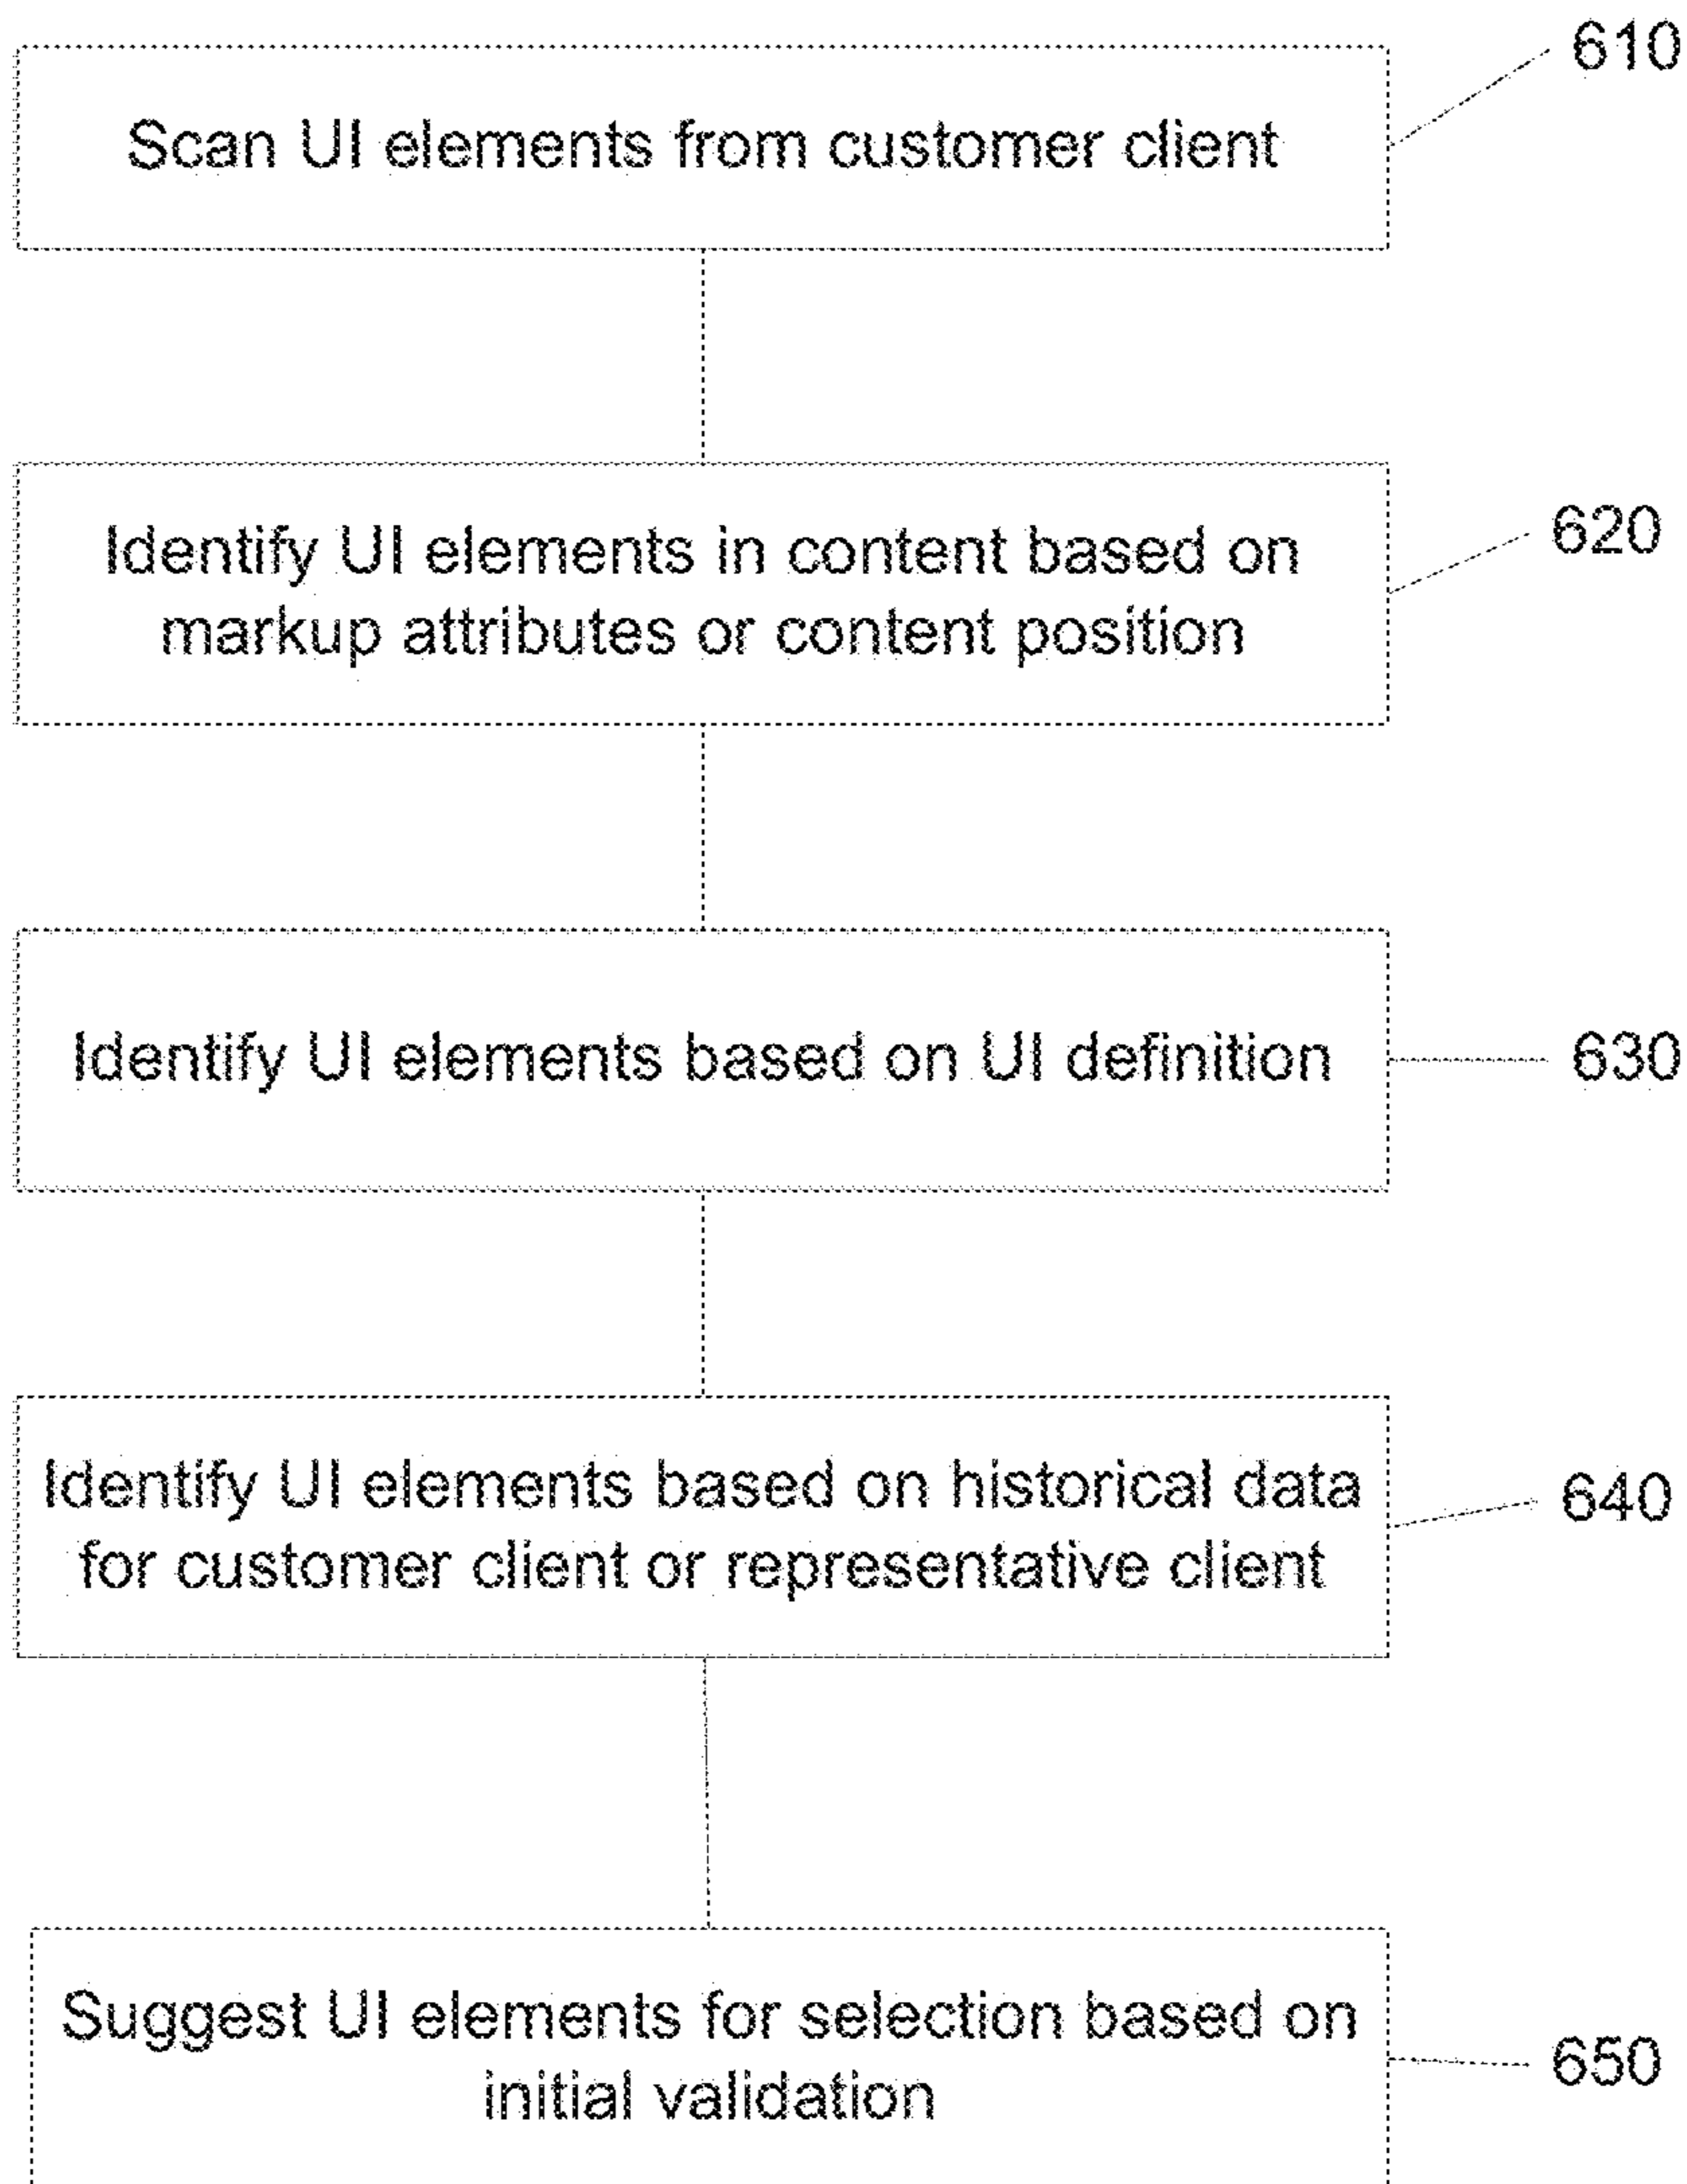 610
Scan UI elements from customer client
620
Identify UI elements in content based on
markup attributes or content position
Identify UI elements based on UI definition
630
Identify UI elements based on historical data
640
for customer client or representative client
Suggest UI elements for selection based on
650
initial validation